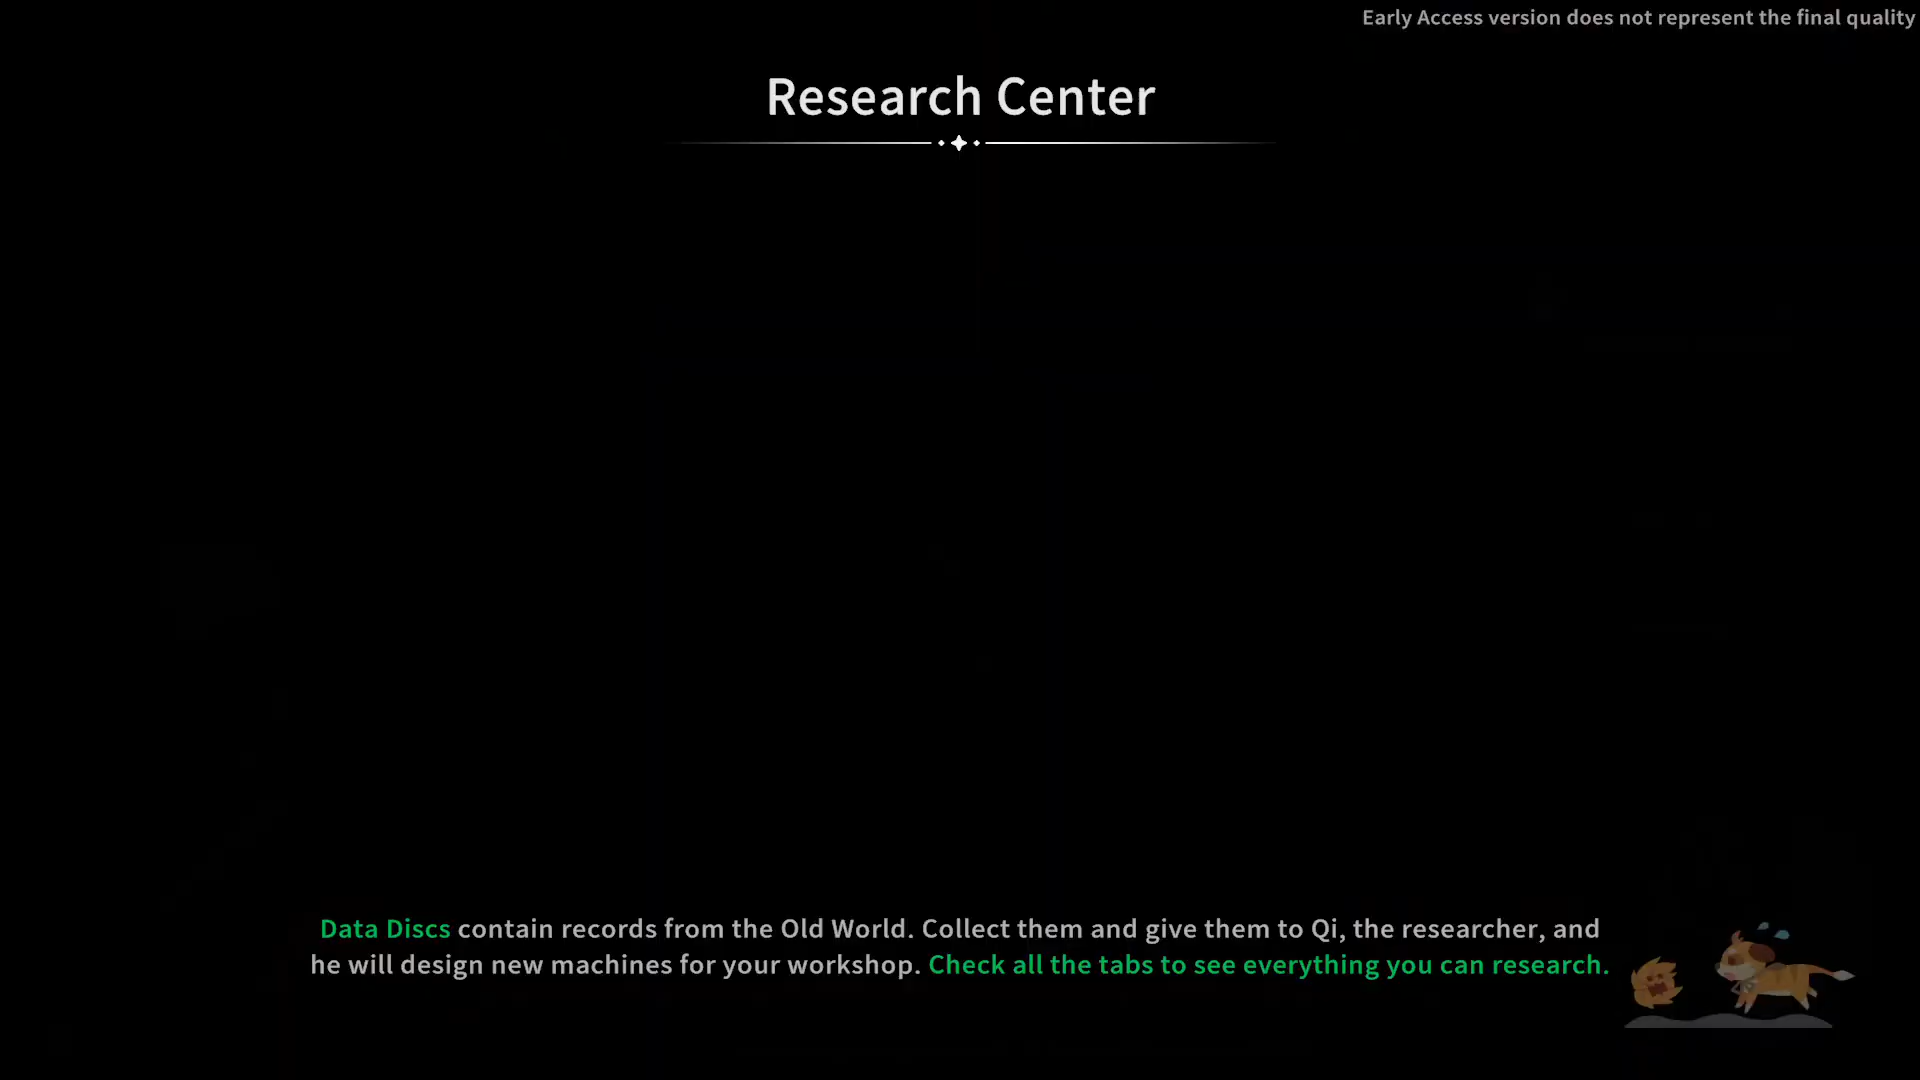 Early Access version does not represent the final quality
Research Center
Data Discs contain records from the Old World. Collect them and give them to Qi, the researcher, and
he will design new machines for your workshop. Check all the tabs to see everything you can research.